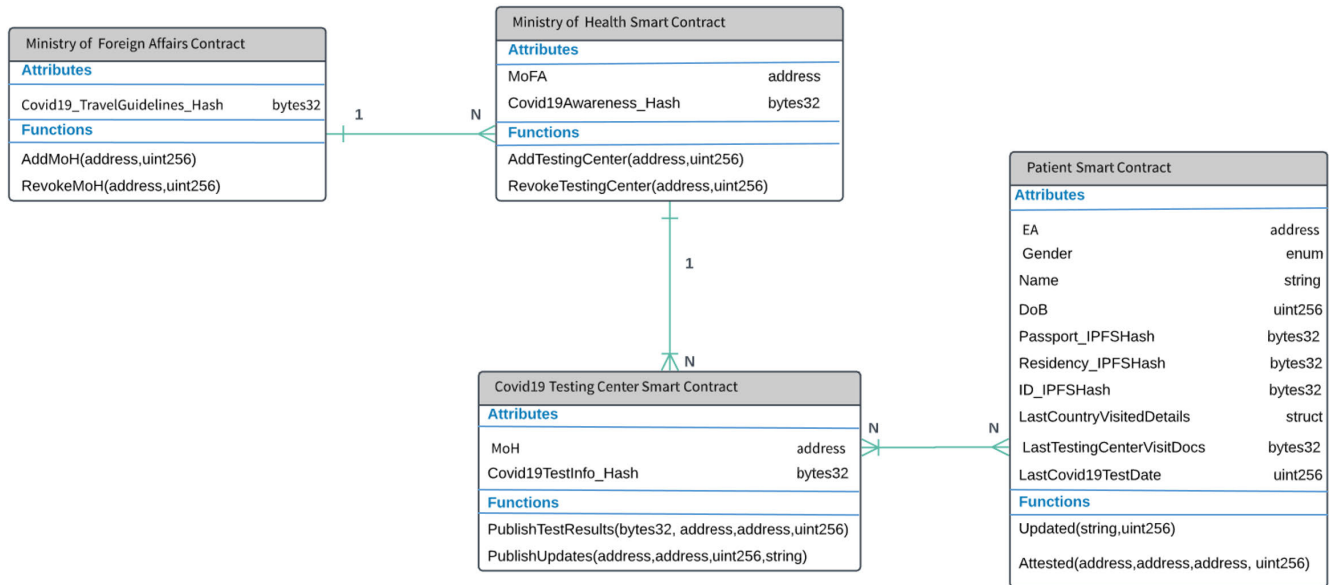 Ministry of Foreign Affairs Contract
Attributes
Covid19_TravelGuidelines_Hash bytes32
Functions
AddMoH(address,uint256)
RevokeMoH(address,uint256)
1
N
Ministry of Health Smart Contract
Attributes
MoFA address
Covid19Awareness_Hash bytes32
Functions
AddTestingCenter(address,uint256)
RevokeTestingCenter(address,uint256)
1
N
Covid19 Testing Center Smart Contract
Attributes
MoH address
Covid19TestInfo_Hash bytes32
Functions
PublishTestResults(bytes32, address,address,uint256)
PublishUpdates(address,address,uint256,string)
N
N
Patient Smart Contract
Attributes
EA address
Gender enum
Name string
DoB uint256
Passport_IPFSHash bytes32
Residency_IPFSHash bytes32
ID_IPFSHash bytes32
LastCountryVisitedDetails struct
LastTestingCenterVisitDocs bytes32
LastCovid19TestDate uint256
Functions
Updated(string,uint256)
Attested(address,address,address, uint256)